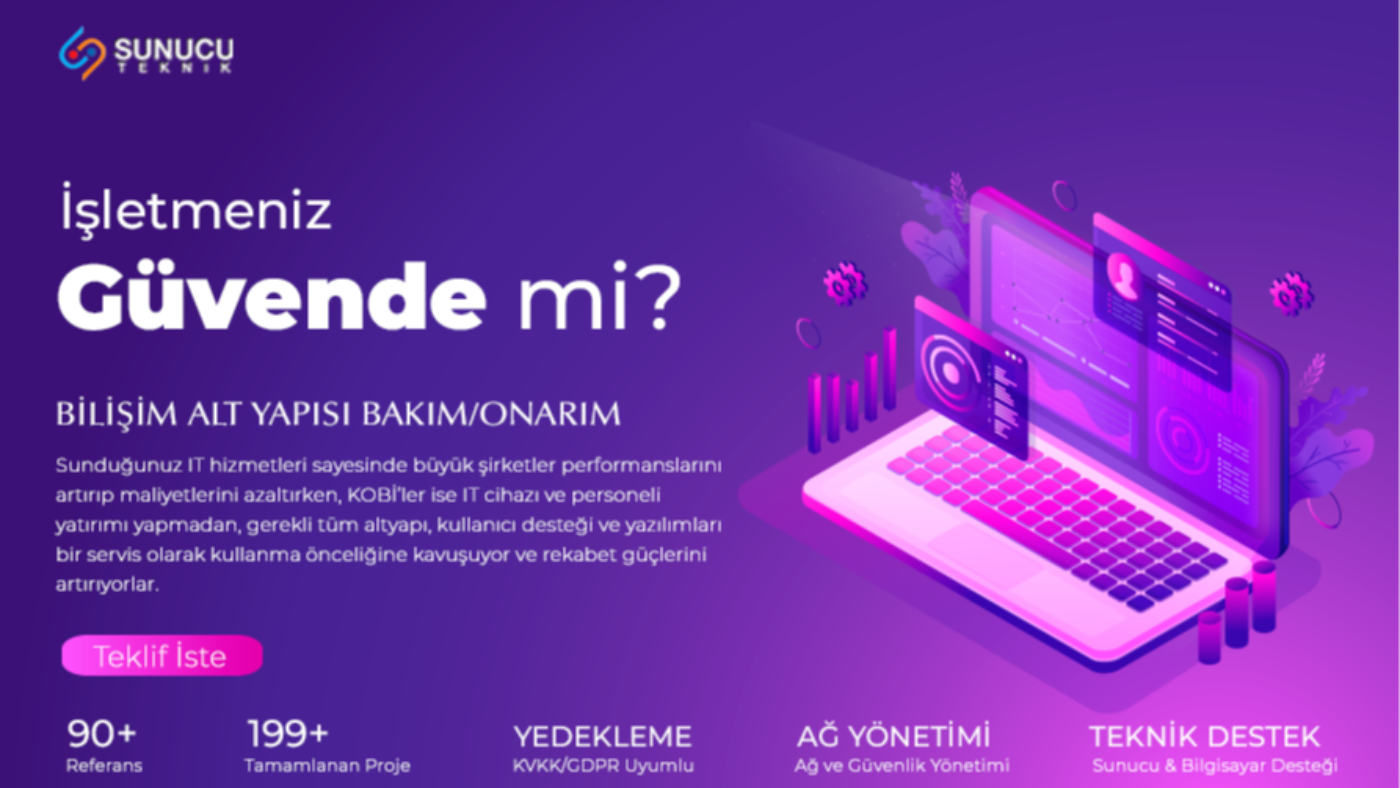 SUNUCU
TEKNİK
İşletmeniz
Güvende mi?
BİLİŞİM ALT YAPISI BAKIM/ONARIM
Sunduğunuz IT hizmetleri sayesinde büyük şirketler performanslarını
artırıp maliyetlerini azaltırken, KOBİ'ler ise IT cihazı ve personeli
yatırımı yapmadan, gerekli tüm altyapı, kullanıcı desteği ve yazılımları
bir servis olarak kullanma önceliğine kavuşuyor ve rekabet güçlerini
artırıyorlar.
Teklif İste
90+
Referans
199+
Tamamlanan Proje
YEDEKLEME
KVKK/GDPR Uyumlu
AĞ YÖNETİMİ
Ağ ve Güvenlik Yönetimi
TEKNİK DESTEK
Sunucu & Bilgisayar Desteği